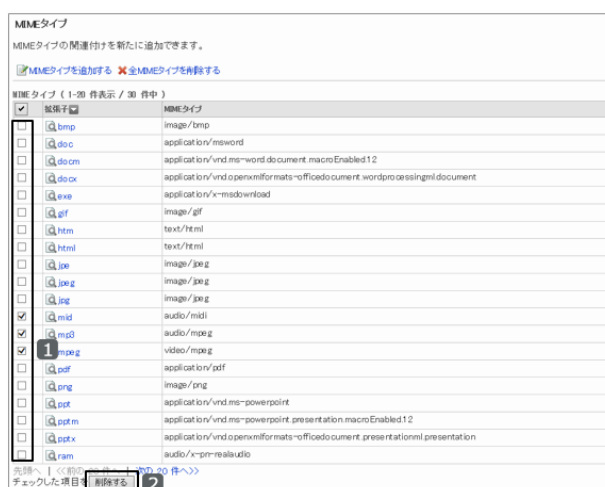 MIMEタイプ
MIMEタイプの関連付けを新たに追加できます。
MIMEタイプを追加する 全MIMEタイプを削除する
MIMEタイプ ( 1-20 件表示 / 30 件中 )
拡張子 MIMEタイプ
bmp image/bmp
doc application/msword
docm application/vnd.ms-word.document.macroEnabled.12
docx application/vnd.openxmlformats-officedocument.wordprocessingml.document
exe application/x-msdownload
gif image/gif
htm text/html
html text/html
jpe image/jpeg
jpeg image/jpeg
jpg image/jpeg
mid audio/midi
mp3 audio/mpeg
1 mpeg video/mpeg
pdf application/pdf
png image/png
ppt application/vnd.ms-powerpoint
pptm application/vnd.ms-powerpoint.presentation.macroEnabled.12
pptx application/vnd.openxmlformats-officedocument.presentationml.presentation
ram audio/x-pn-realaudio
先頭へ | <<前の 20 件へ | 次の 20 件へ>>
チェックした項目を 削除する 2